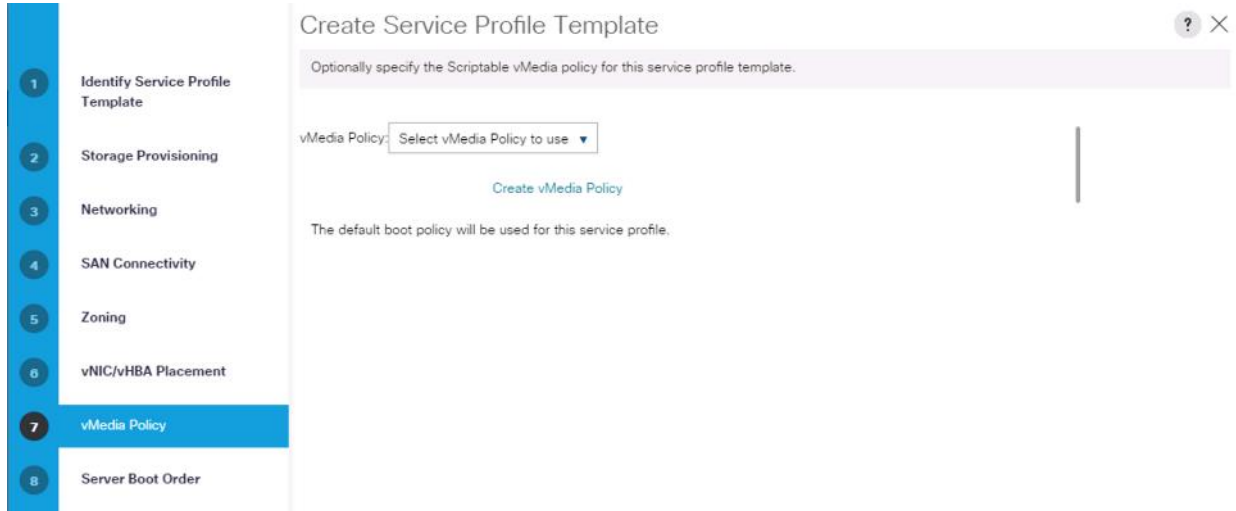 Create Service Profile Template
? ×
Optionally specify the Scriptable vMedia policy for this service profile template.
1 Identify Service Profile
Template
2 Storage Provisioning
3 Networking
4 SAN Connectivity
5 Zoning
6 vNIC/vHBA Placement
7 vMedia Policy
8 Server Boot Order
vMedia Policy: Select vMedia Policy to use ▼
Create vMedia Policy
The default boot policy will be used for this service profile.